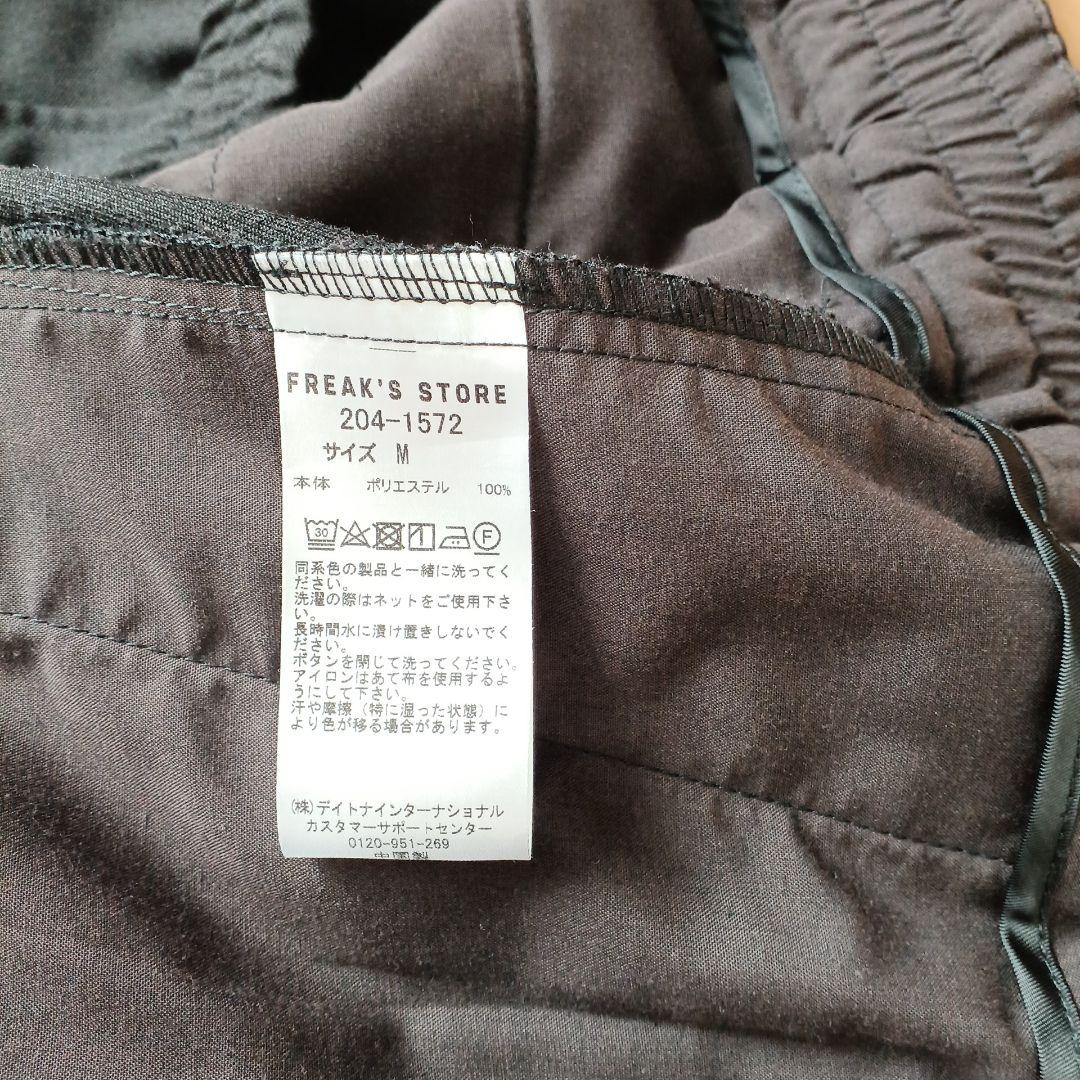 FREAK'S STORE
204-1572
サイズ M
本体 ポリエステル 100%
30 F
同系色の製品と一緒に洗ってく
ださい。
洗濯の際はネットをご使用下さ
い。
長時間水に漬け置きしないでく
ださい。
ボタンを閉じて洗ってください。
アイロンはあて布を使用するよ
うにして下さい。
汗や摩擦（特に湿った状態）に
より色が移る場合があります。
(株)デイトナインターナショナル
カスタマーサポートセンター
0120-951-269
中国製